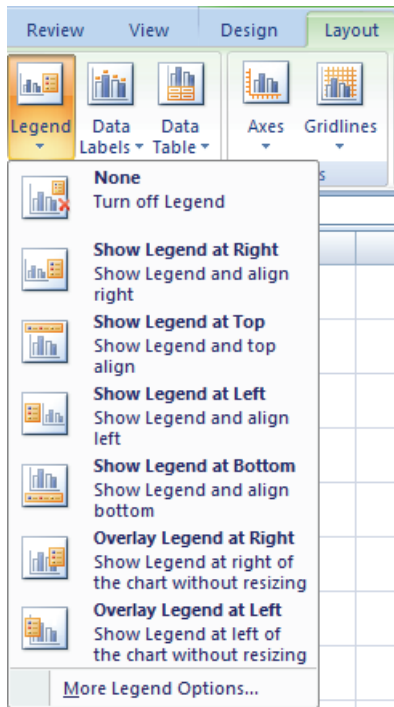 Review View Design Layout
Legend Data Labels Data Table Axes Gridlines
s
None
Turn off Legend
Show Legend at Right
Show Legend and align
right
Show Legend at Top
Show Legend and top
align
Show Legend at Left
Show Legend and align
left
Show Legend at Bottom
Show Legend and align
bottom
Overlay Legend at Right
Show Legend at right of
the chart without resizing
Overlay Legend at Left
Show Legend at left of
the chart without resizing
More Legend Options...